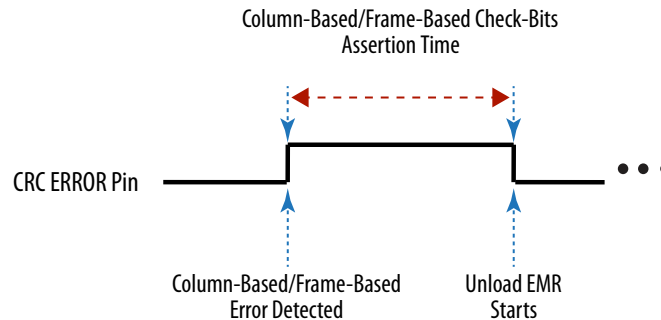 Column-Based/Frame-Based Check-Bits
Assertion Time
CRC ERROR Pin
Column-Based/Frame-Based
Error Detected
Unload EMR
Starts